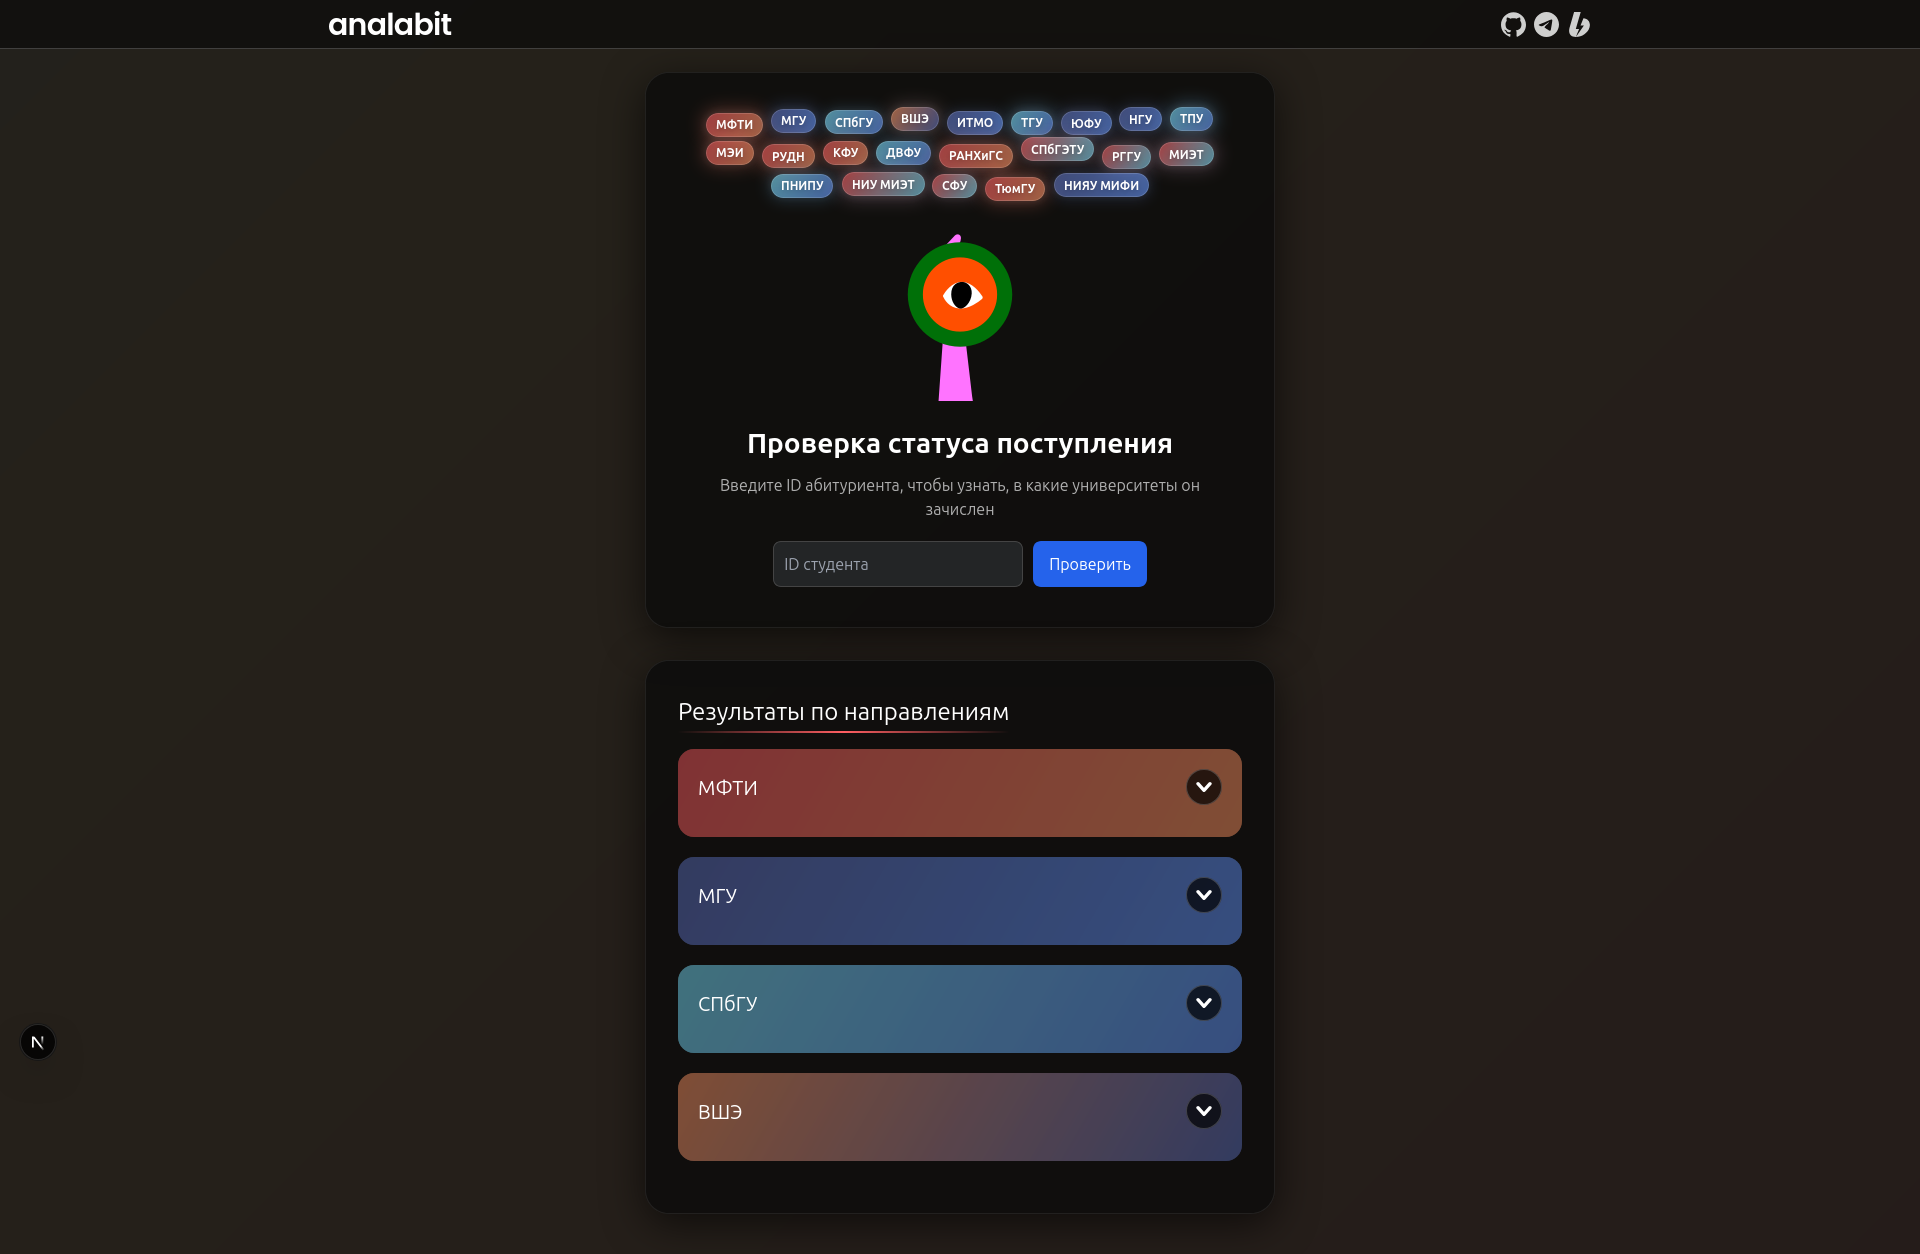 analabit
МФТИ МГУ СПбГУ ВШЭ ИТМО ТГУ ЮФУ НГУ ТПУ
МЭИ РУДН КФУ ДВФУ РАНХиГС СПбГЭТУ РГГУ МИЭТ
ПНИПУ НИУ МИЭТ СФУ ТюмГУ НИЯУ МИФИ
Проверка статуса поступления
Введите ID абитуриента, чтобы узнать, в какие университеты он
зачислен
ID студента Проверить
Результаты по направлениям
МФТИ
МГУ
СПбГУ
N
ВШЭ